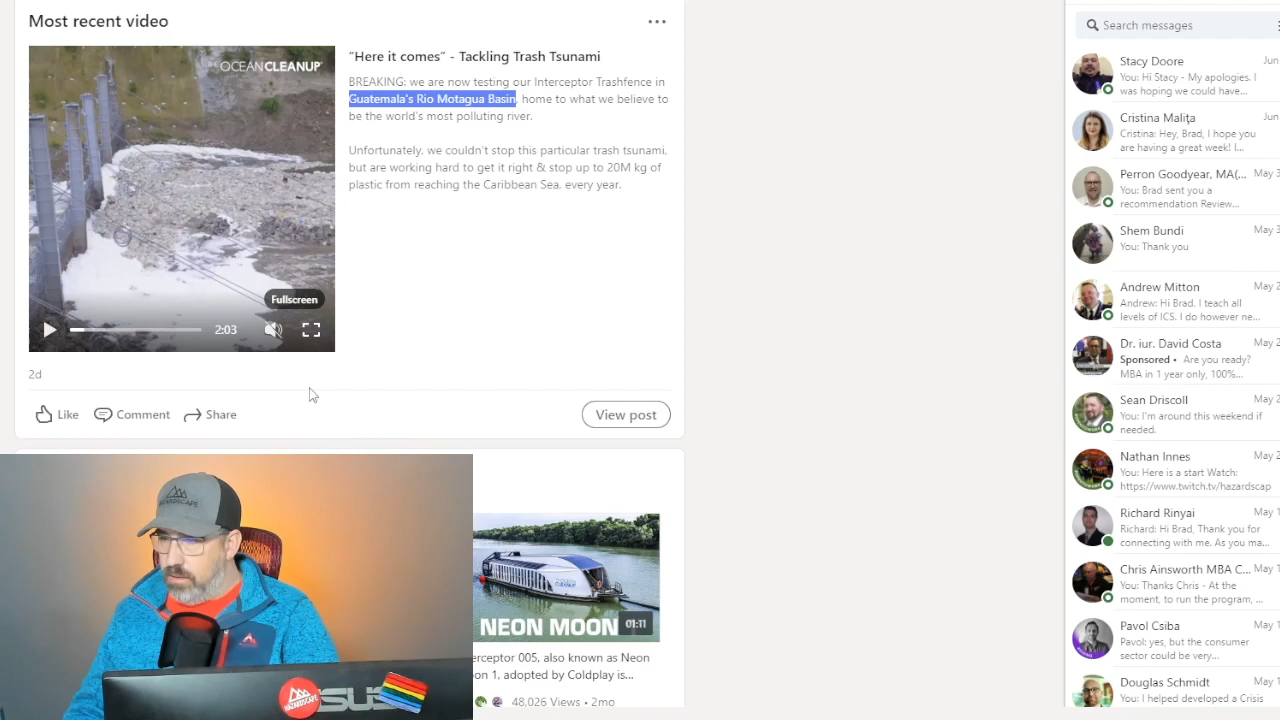 Most recent video
OCEANCLEANUP
Fullscreen
2:03
"Here it comes" - Tackling Trash Tsunami
BREAKING: we are now testing our Interceptor Trashfence in
Guatemala's Rio Motagua Basin, home to what we believe to
be the world's most polluting river.
Unfortunately, we couldn't stop this particular trash tsunami,
but are working hard to get it right & stop up to 20M kg of
plastic from reaching the Caribbean Sea, every year.
2d
Like
Comment
Share
View post
HAZARDSCAPE
HAZARDSCAPE
ASUS
NEON MOON
01:11
erceptor 005, also known as Neon
on 1, adopted by Coldplay is...
48,026 Views • 2mo
Search messages
Stacy Doore
Jun
You: Hi Stacy - My apologies. I
was hoping we could have...
Cristina Malița
Jun
Cristina: Hey, Brad, I hope you
are having a great week! I...
Perron Goodyear, MA(...
May 3
You: Brad sent you a
recommendation Review...
Shem Bundi
May 3
You: Thank you
Andrew Mitton
May 2
Andrew: Hi Brad. I teach all
levels of ICS. I do however ne...
Dr. iur. David Costa
May 2
Sponsored • Are you ready?
MBA in 1 year only, 100%...
Sean Driscoll
May 2
You: I'm around this weekend if
needed.
Nathan Innes
May 2
You: Here is a start Watch:
https://www.twitch.tv/hazardscap
Richard Rinyai
May 1
Richard: Hi Brad, Thank you for
connecting with me. As you ma...
Chris Ainsworth MBA C...
May 1
You: Thanks Chris - At the
moment, to run the program, ...
Pavol Csiba
May 1
Pavol: yes, but the consumer
sector could be very...
Douglas Schmidt
May 1
You: I helped developed a Crisis